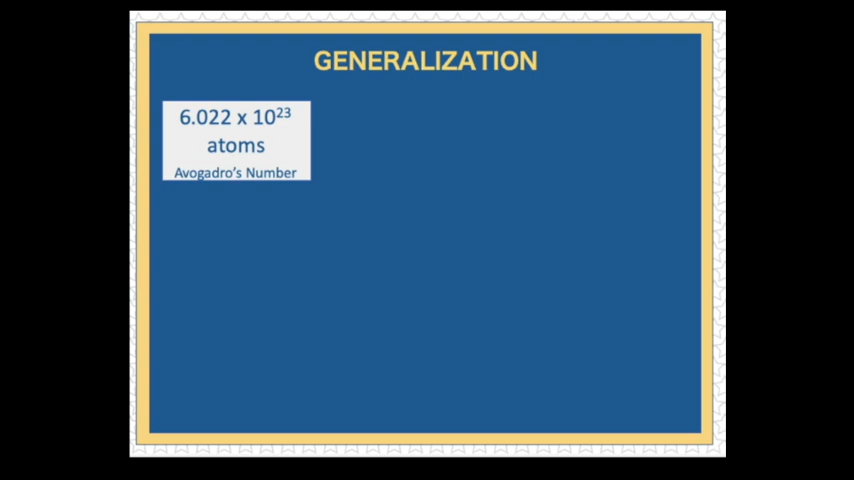 GENERALIZATION
6.022 x 10²³
atoms
Avogadro's Number